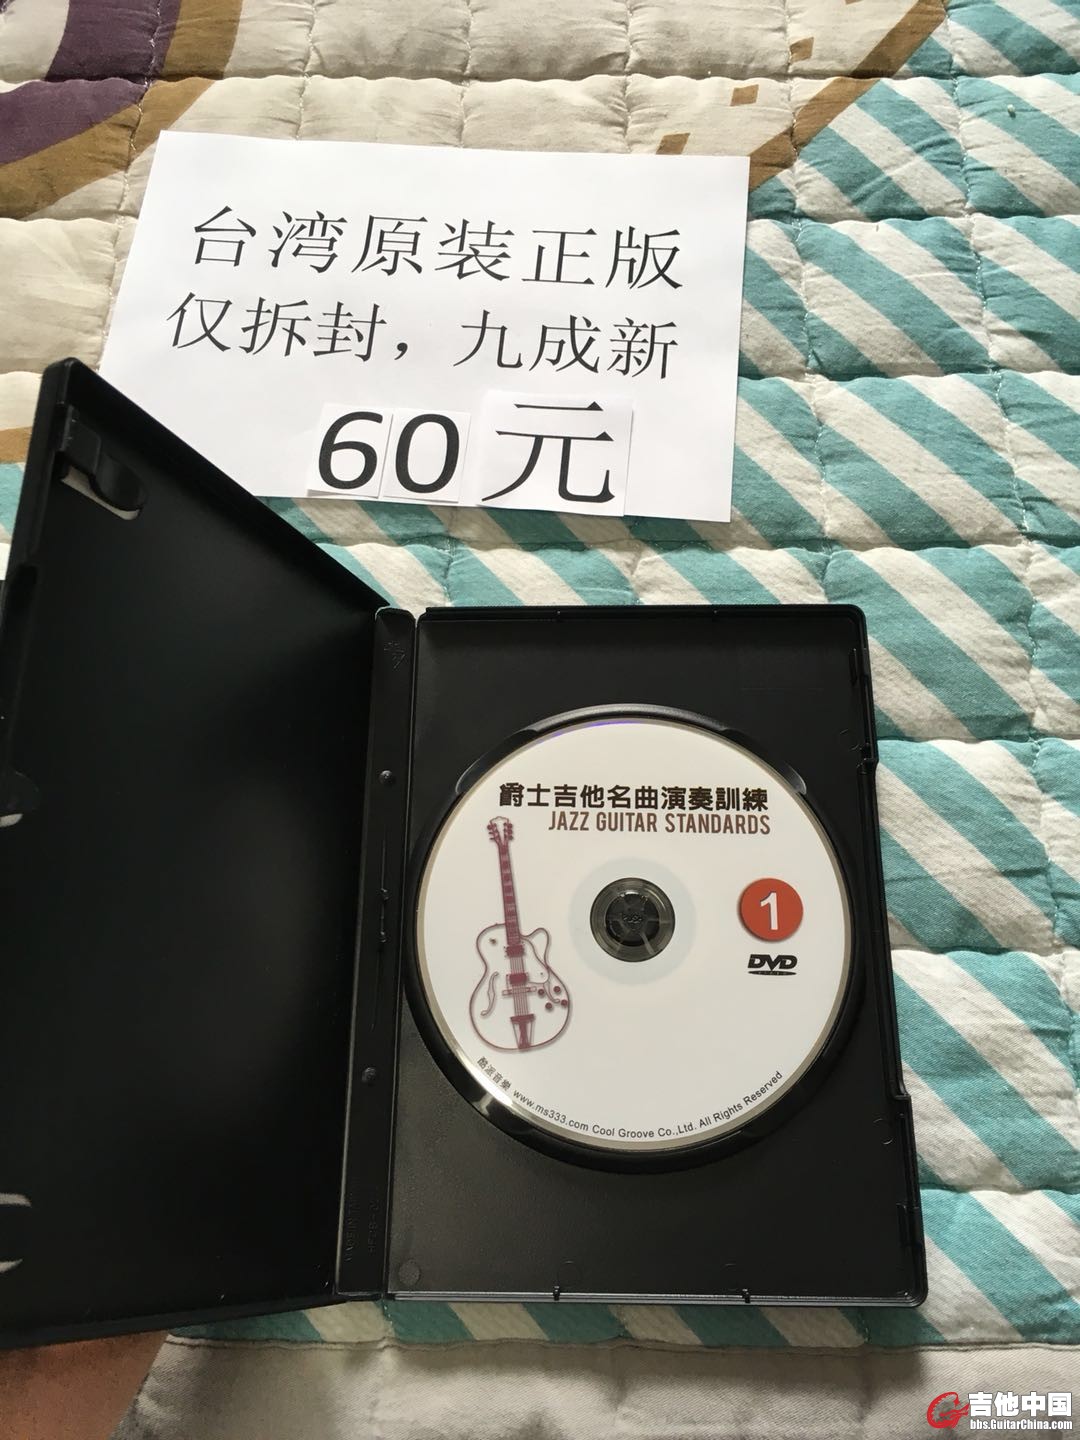 台湾原装正版
仅拆封，九成新
60元
爵士吉他名曲演奏訓練
JAZZ GUITAR STANDARDS
1
DVD
酷派音樂 www.ms333.com Cool Groove Co.,Ltd. All Rights Reserved
吉他中国
bbs.GuitarChina.com